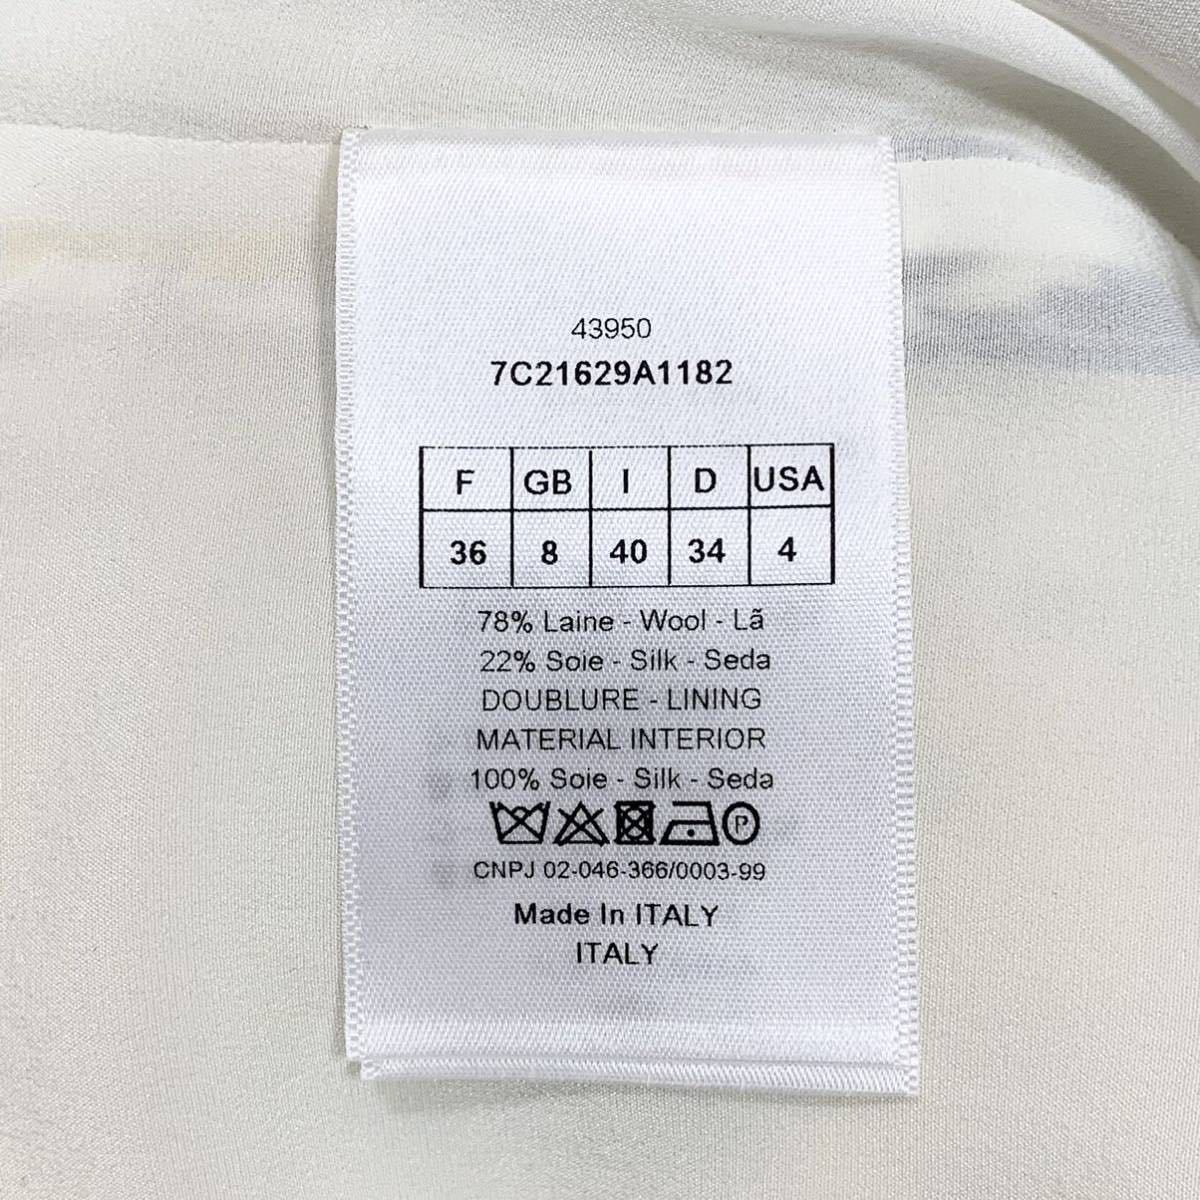 43950
7C21629A1182
F GB I D USA
36 8 40 34 4
78% Laine - Wool - Lã
22% Soie - Silk - Seda
DOUBLURE - LINING
MATERIAL INTERIOR
100% Soie - Silk - Seda
P
CNPJ 02-046-366/0003-99
Made In ITALY
ITALY